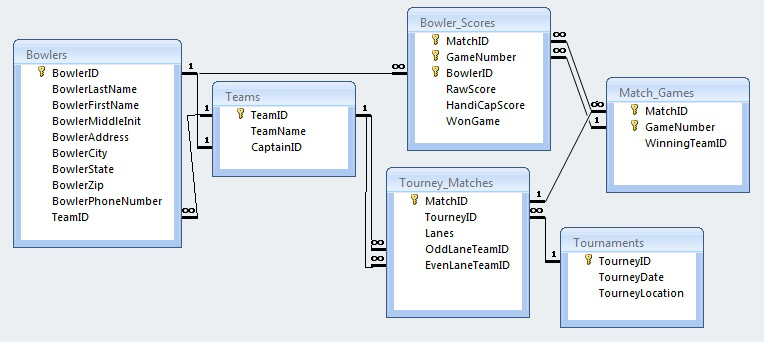 Bowlers
BowlerID
BowlerLastName
BowlerFirstName
BowlerMiddleInit
BowlerAddress
BowlerCity
BowlerState
BowlerZip
BowlerPhoneNumber
TeamID
1
∞
Teams
TeamID
TeamName
CaptainID
1
1
1
Bowler_Scores
MatchID
GameNumber
BowlerID
RawScore
HandiCapScore
WonGame
∞
∞
∞
Tourney_Matches
MatchID
TourneyID
Lanes
OddLaneTeamID
EvenLaneTeamID
∞
∞
1
∞
Match_Games
MatchID
GameNumber
WinningTeamID
∞
1
Tournaments
TourneyID
TourneyDate
TourneyLocation
1